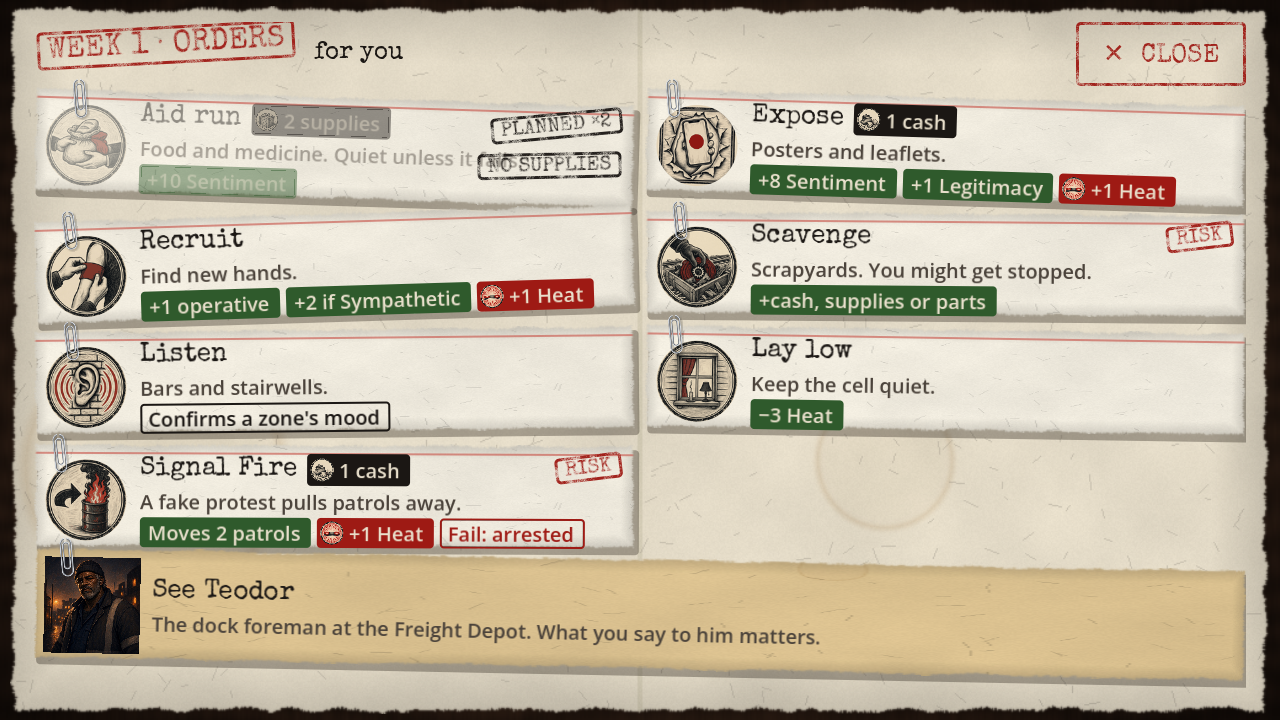 WEEK 1 · ORDERS for you
× CLOSE
Aid run 2 supplies
PLANNED ×2
Food and medicine. Quiet unless it
NO SUPPLIES
+10 Sentiment
Expose 1 cash
Posters and leaflets.
+8 Sentiment +1 Legitimacy +1 Heat
Recruit
Find new hands.
+1 operative +2 if Sympathetic +1 Heat
Scavenge
RISK
Scrapyards. You might get stopped.
+cash, supplies or parts
Listen
Bars and stairwells.
Confirms a zone's mood
Lay low
Keep the cell quiet.
−3 Heat
Signal Fire 1 cash
RISK
A fake protest pulls patrols away.
Moves 2 patrols +1 Heat Fail: arrested
See Teodor
The dock foreman at the Freight Depot. What you say to him matters.